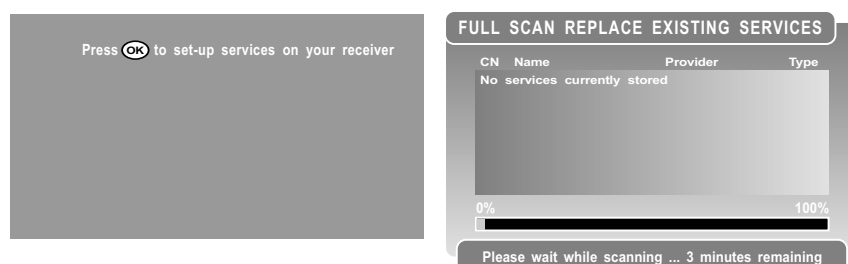 Press OK to set-up services on your receiver
FULL SCAN REPLACE EXISTING SERVICES
CN Name Provider Type
No services currently stored
0% 100%
Please wait while scanning ... 3 minutes remaining